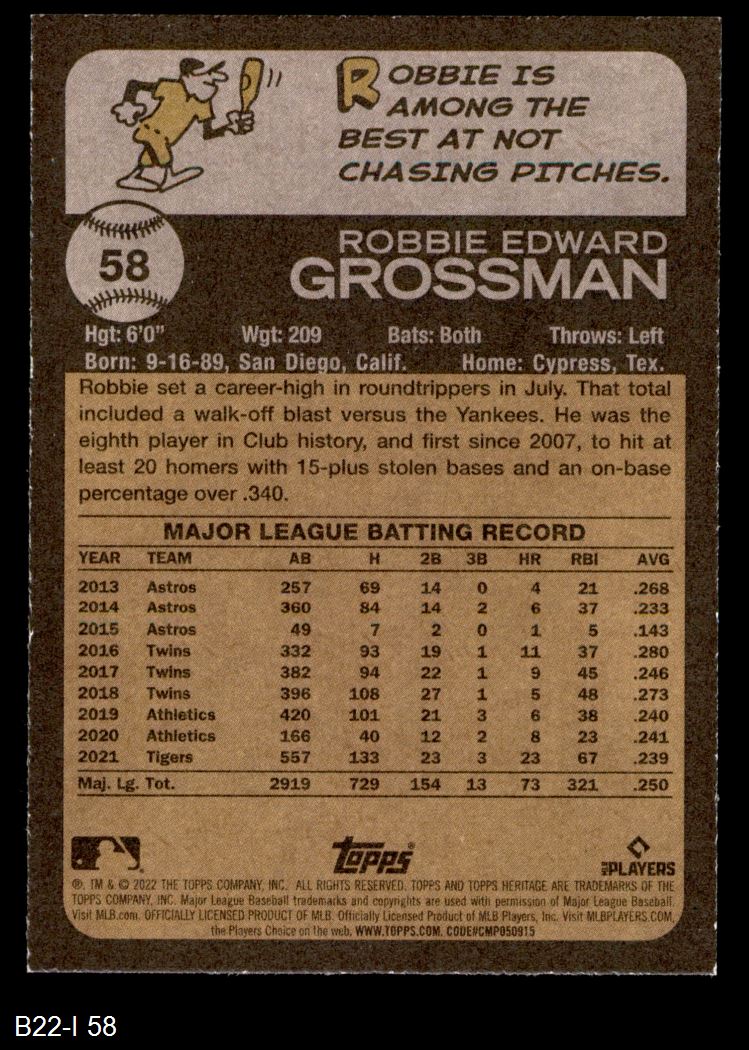 ROBBIE IS
AMONG THE
BEST AT NOT
CHASING PITCHES.
58
ROBBIE EDWARD
GROSSMAN
Hgt: 6'0" Wgt: 209 Bats: Both Throws: Left
Born: 9-16-89, San Diego, Calif. Home: Cypress, Tex.
Robbie set a career-high in roundtrippers in July. That total
included a walk-off blast versus the Yankees. He was the
eighth player in Club history, and first since 2007, to hit at
least 20 homers with 15-plus stolen bases and an on-base
percentage over .340.
MAJOR LEAGUE BATTING RECORD
YEAR TEAM AB H 2B 3B HR RBI AVG
2013 Astros 257 69 14 0 4 21 .268
2014 Astros 360 84 14 2 6 37 .233
2015 Astros 49 7 2 0 1 5 .143
2016 Twins 332 93 19 1 11 37 .280
2017 Twins 382 94 22 1 9 45 .246
2018 Twins 396 108 27 1 5 48 .273
2019 Athletics 420 101 21 3 6 38 .240
2020 Athletics 166 40 12 2 8 23 .241
2021 Tigers 557 133 23 3 23 67 .239
Maj. Lg. Tot. 2919 729 154 13 73 321 .250
Topps®
MLB PLAYERS
®, TM & © 2022 THE TOPPS COMPANY, INC. ALL RIGHTS RESERVED. TOPPS AND TOPPS HERITAGE ARE TRADEMARKS OF THE
TOPPS COMPANY, INC. Major League Baseball trademarks and copyrights are used with permission of Major League Baseball.
Visit MLB.com. OFFICIALLY LICENSED PRODUCT OF MLB. Officially Licensed Product of MLB Players, Inc. Visit MLBPLAYERS.COM,
the Players Choice on the web. WWW.TOPPS.COM. CODE#CMP050915
B22-I 58